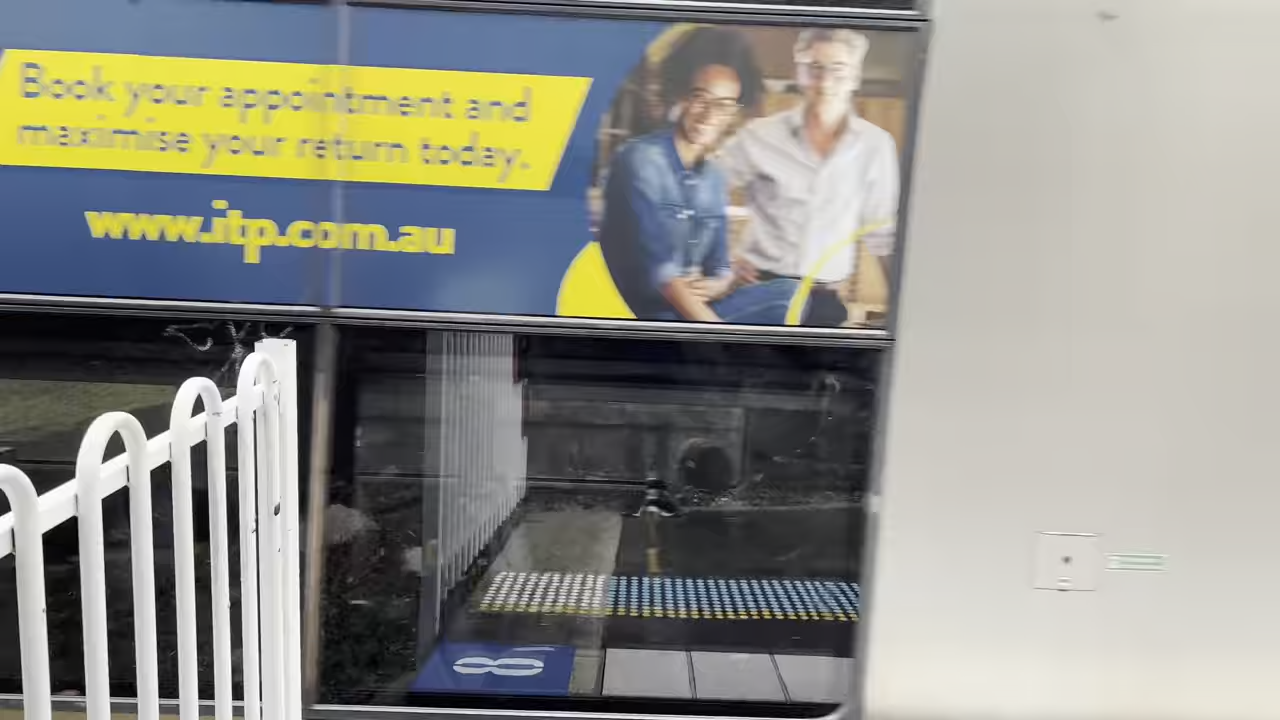 Book your appointment and
maximise your return today.
www.itp.com.au